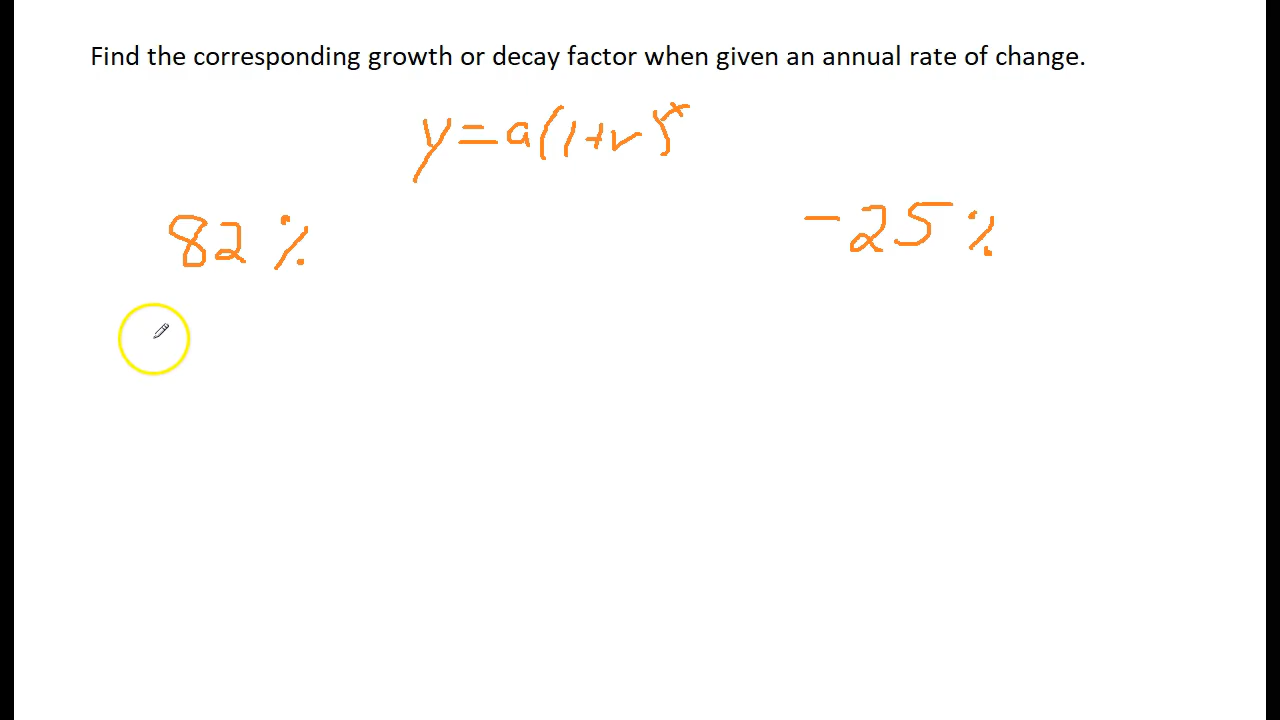 Find the corresponding growth or decay factor when given an annual rate of change.
y=a(1+r)^x
82%
-25%